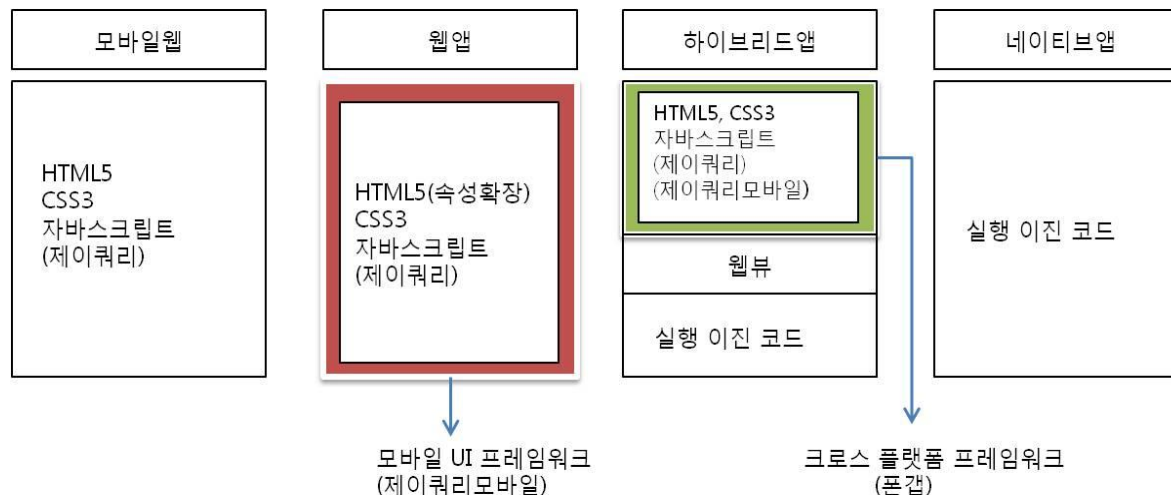 모바일웹
웹앱
하이브리드앱
네이티브앱
HTML5
CSS3
자바스크립트
(제이쿼리)
HTML5(속성확장)
CSS3
자바스크립트
(제이쿼리)
HTML5, CSS3
자바스크립트
(제이쿼리)
(제이쿼리모바일)
웹뷰
실행 이진 코드
실행 이진 코드
모바일 UI 프레임워크
(제이쿼리모바일)
크로스 플랫폼 프레임워크
(폰갭)